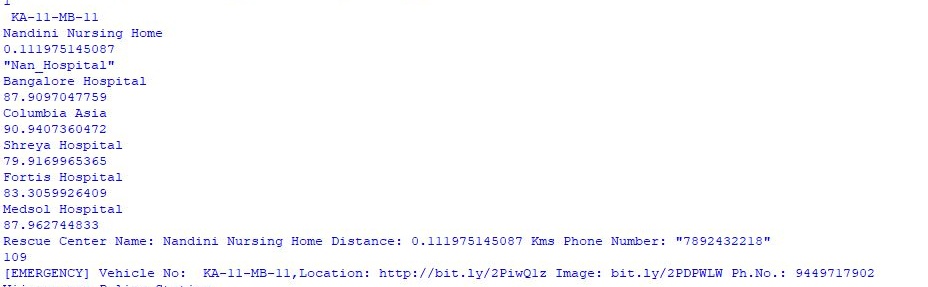 1
KA-11-MB-11
Nandini Nursing Home
0.111975145087
"Nan_Hospital"
Bangalore Hospital
87.9097047759
Columbia Asia
90.9407360472
Shreya Hospital
79.9169965365
Fortis Hospital
83.3059926409
Medsol Hospital
87.962744833
Rescue Center Name: Nandini Nursing Home Distance: 0.111975145087 Kms Phone Number: "7892432218"
109
[EMERGENCY] Vehicle No:  KA-11-MB-11,Location: http://bit.ly/2PiwQ1z Image: bit.ly/2PDPWLW Ph.No.: 9449717902